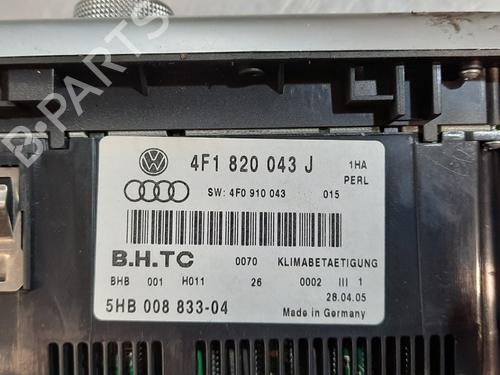 4F1 820 043 J 1HA
PERL
SW: 4F0 910 043 015
B.H.TC 0070 KLIMABETAETIGUNG
BHB 001 H011 26 0002 III 1
28.04.05
5HB 008 833-04 Made in Germany
B-PARTS